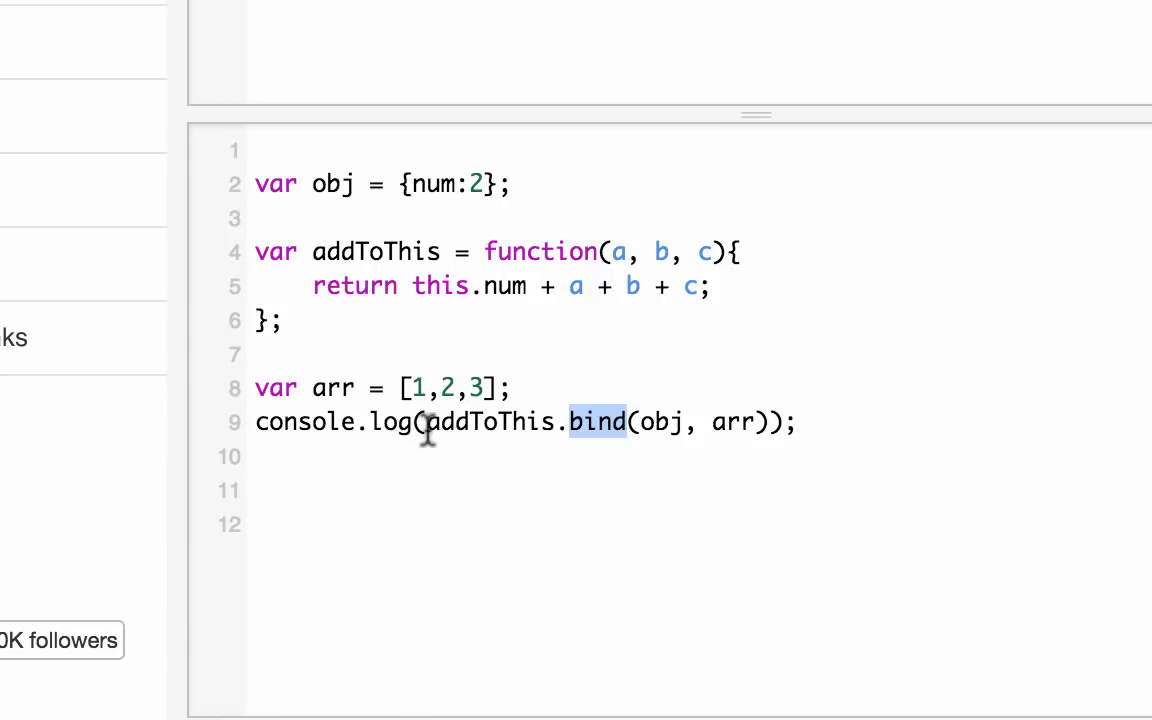 1
2 var obj = {num:2};
3
4 var addToThis = function(a, b, c){
5 return this.num + a + b + c;
6 };
7
8 var arr = [1,2,3];
9 console.log(addToThis.bind(obj, arr));
10
11
12
ks
0K followers